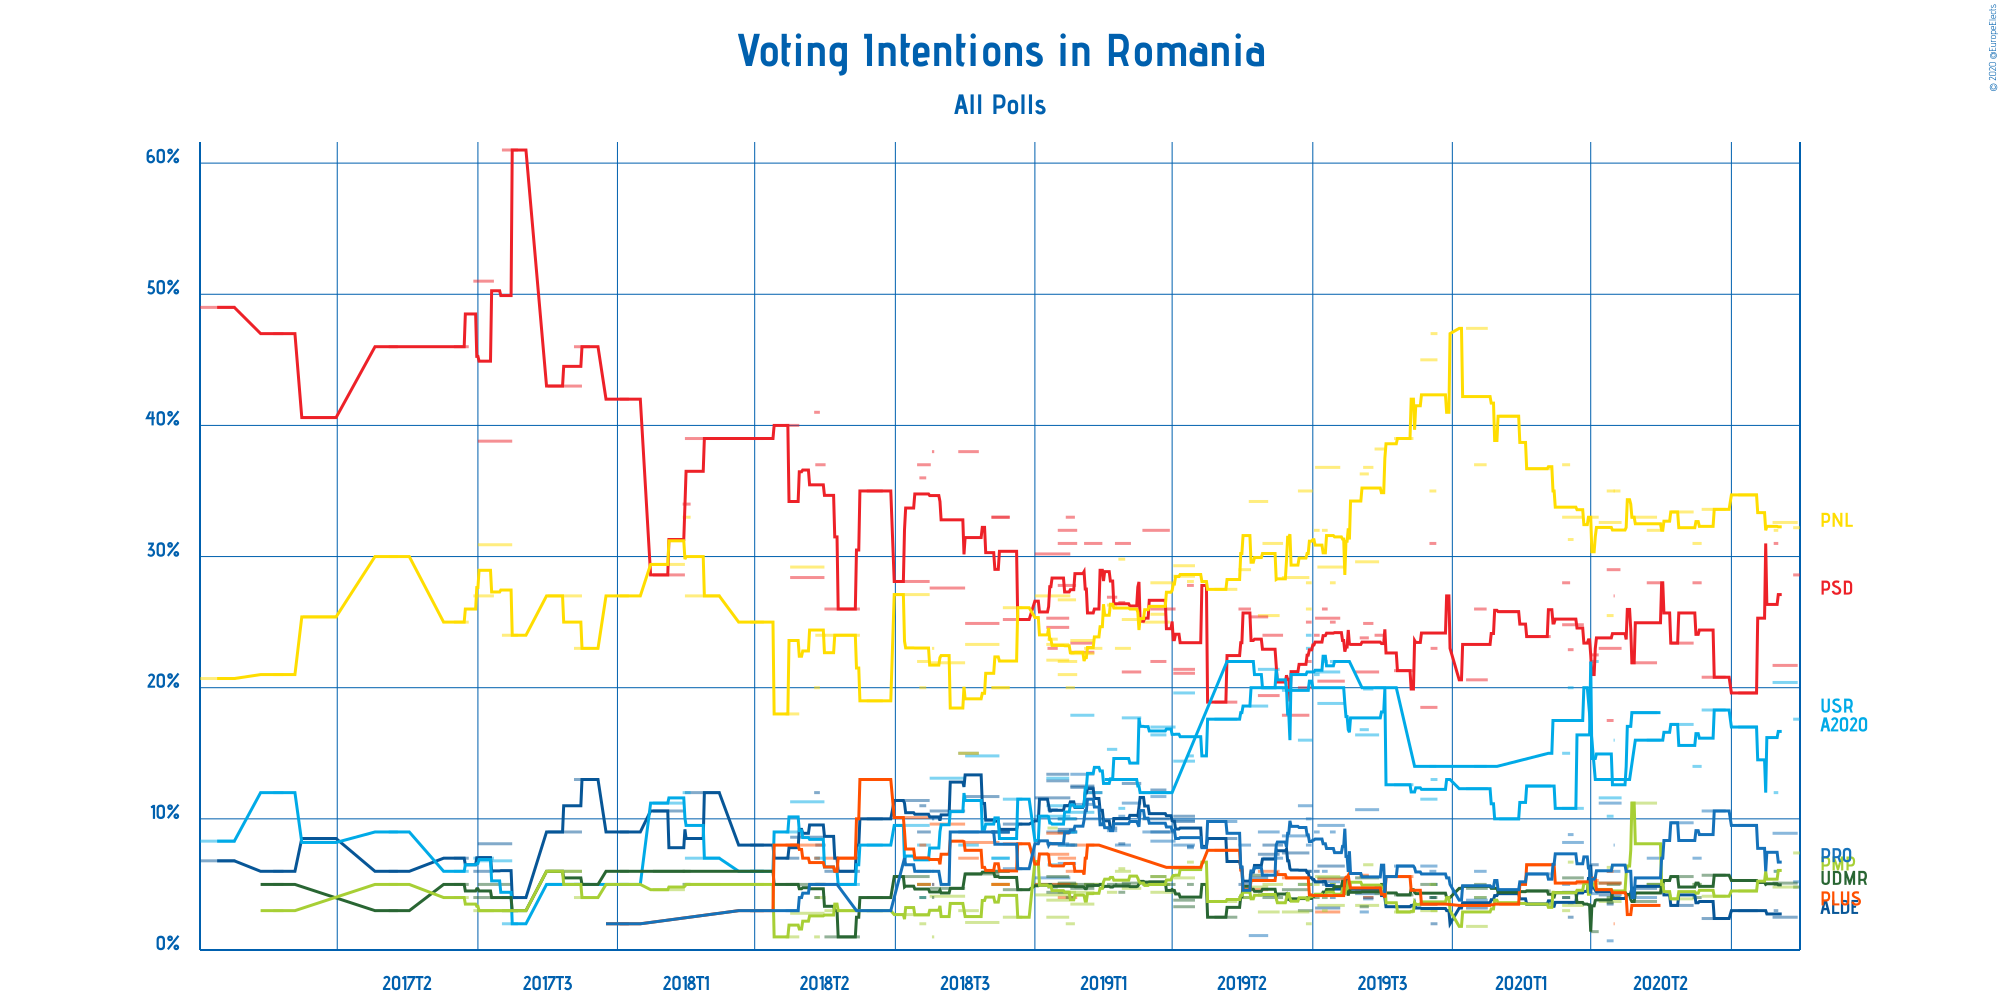 © 2020 @EuropeElects
Voting Intentions in Romania
All Polls
60%
50%
40%
30%
20%
10%
0%
PNL
PSD
USR
A2020
PRO
PMP
UDMR
PLUS
ALDE
2017T2 2017T3 2018T1 2018T2 2018T3 2019T1 2019T2 2019T3 2020T1 2020T2